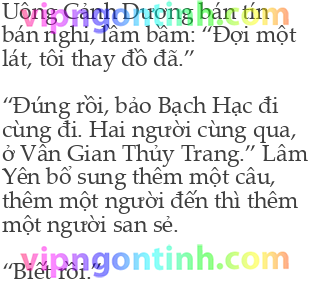 Uông Cảnh Dương bán tín
vipngontinh.com
bán nghi, lẩm bẩm: “Đợi một
lát, tôi thay đồ đã.”
“Đúng rồi, bảo Bạch Hạc đi
cùng đi. Hai người cùng qua,
ở Vân Gian Thủy Trang.” Lâm
Yên bổ sung thêm một câu,
thêm một người đến thì thêm
một người san sẻ.
vipngontinh.com
“Biết rồi.”